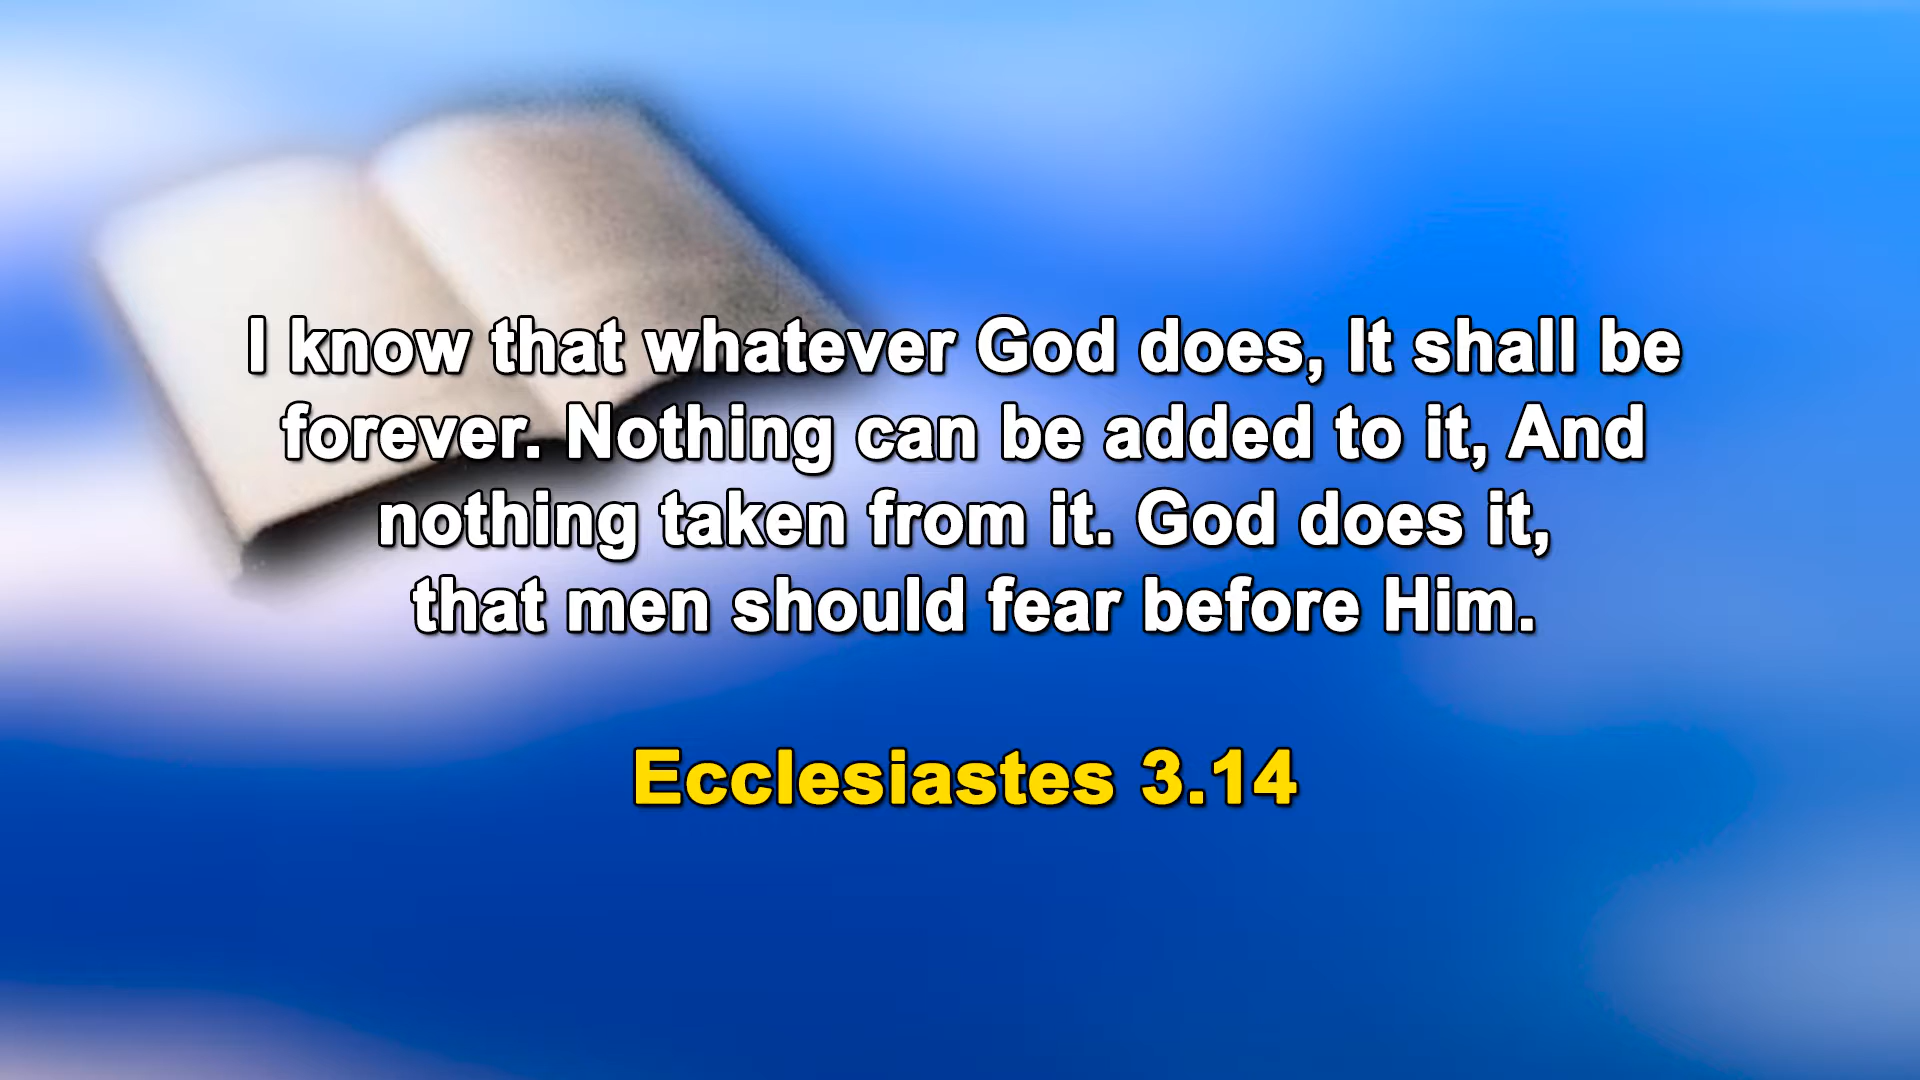 I know that whatever God does, It shall be
forever. Nothing can be added to it, And
nothing taken from it. God does it,
that men should fear before Him.
Ecclesiastes 3.14